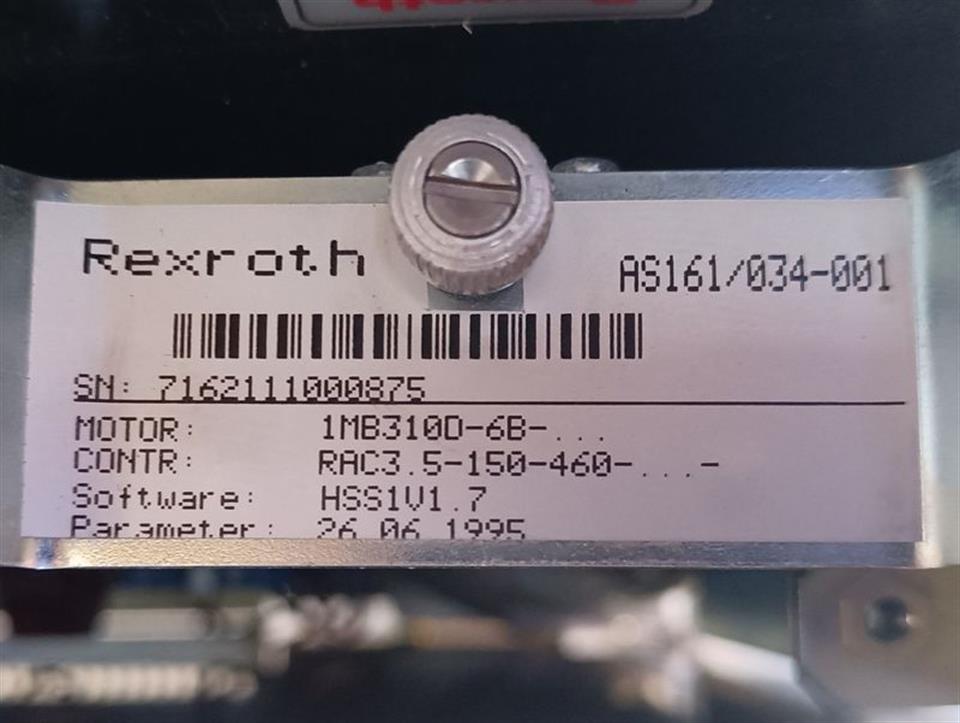 Rexroth
Rexroth AS161/034-001
SN: 7162111000875
MOTOR: 1MB310D-6B-...
CONTR: RAC3.5-150-460-...-
Software: HSS1V1.7
Parameter: 26.06.1995